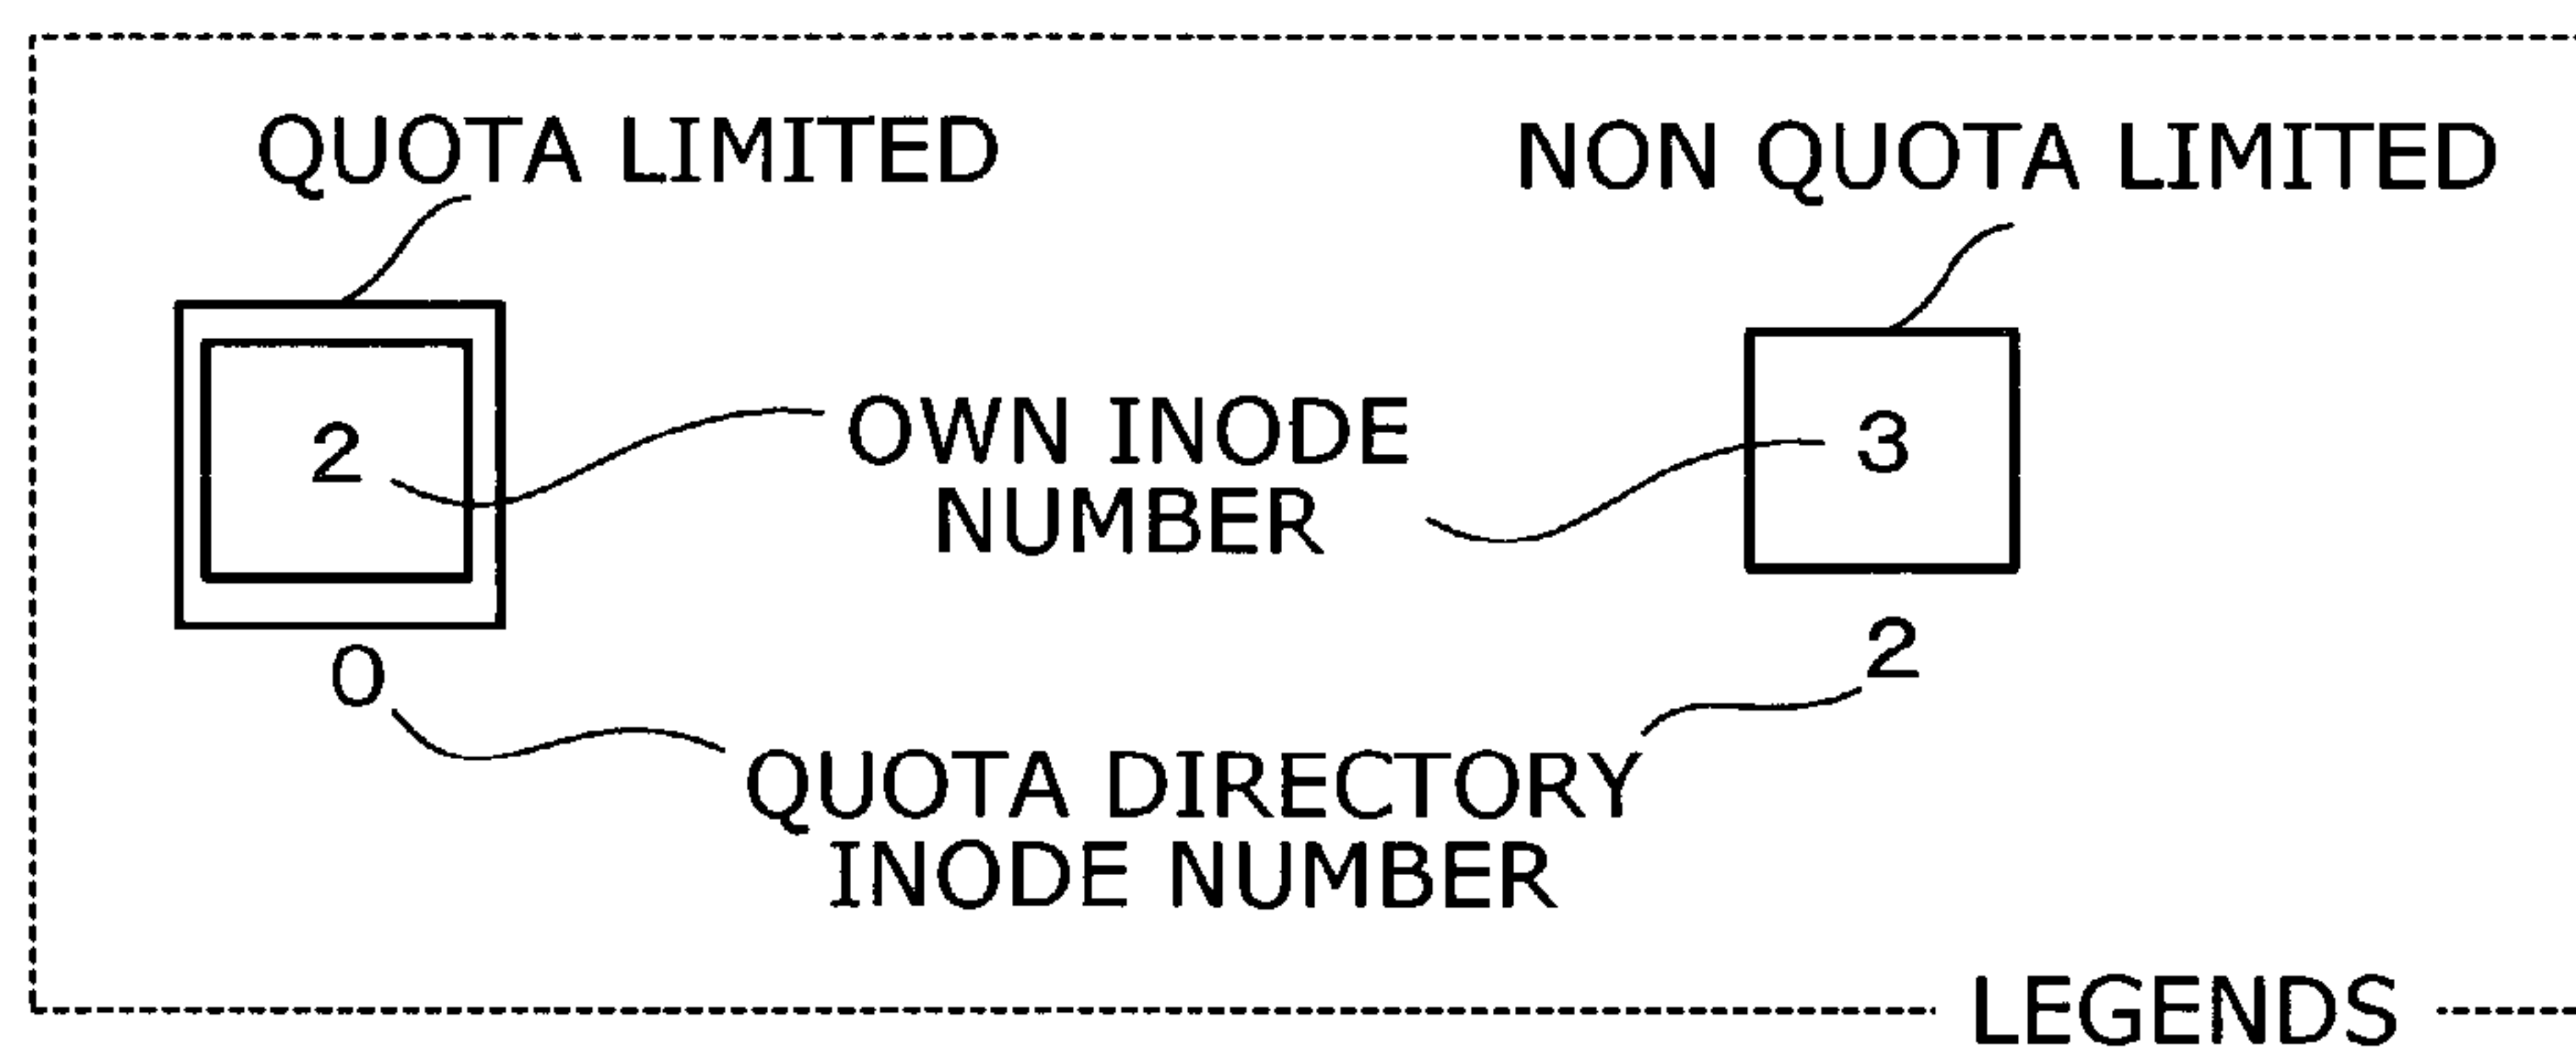 QUOTA LIMITED
NON QUOTA LIMITED
2
OWN INODE
NUMBER
3
0
2
QUOTA DIRECTORY
INODE NUMBER
LEGENDS